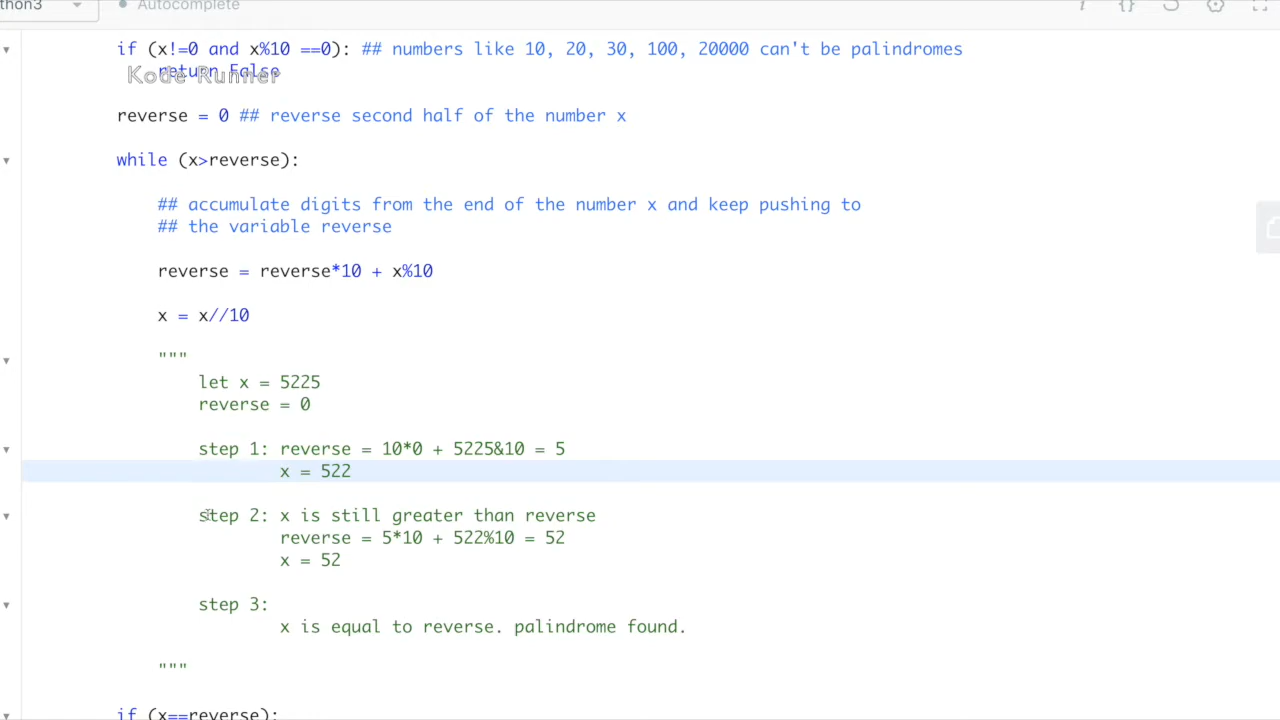 thon3
Autocomplete
if (x!=0 and x%10 ==0): ## numbers like 10, 20, 30, 100, 20000 can't be palindromes
return False
Kode Runner
reverse = 0 ## reverse second half of the number x
while (x>reverse):
## accumulate digits from the end of the number x and keep pushing to
## the variable reverse
reverse = reverse*10 + x%10
x = x//10
"""
let x = 5225
reverse = 0
step 1: reverse = 10*0 + 5225&10 = 5
x = 522
step 2: x is still greater than reverse
reverse = 5*10 + 522%10 = 52
x = 52
step 3:
x is equal to reverse. palindrome found.
"""
if (x==reverse):